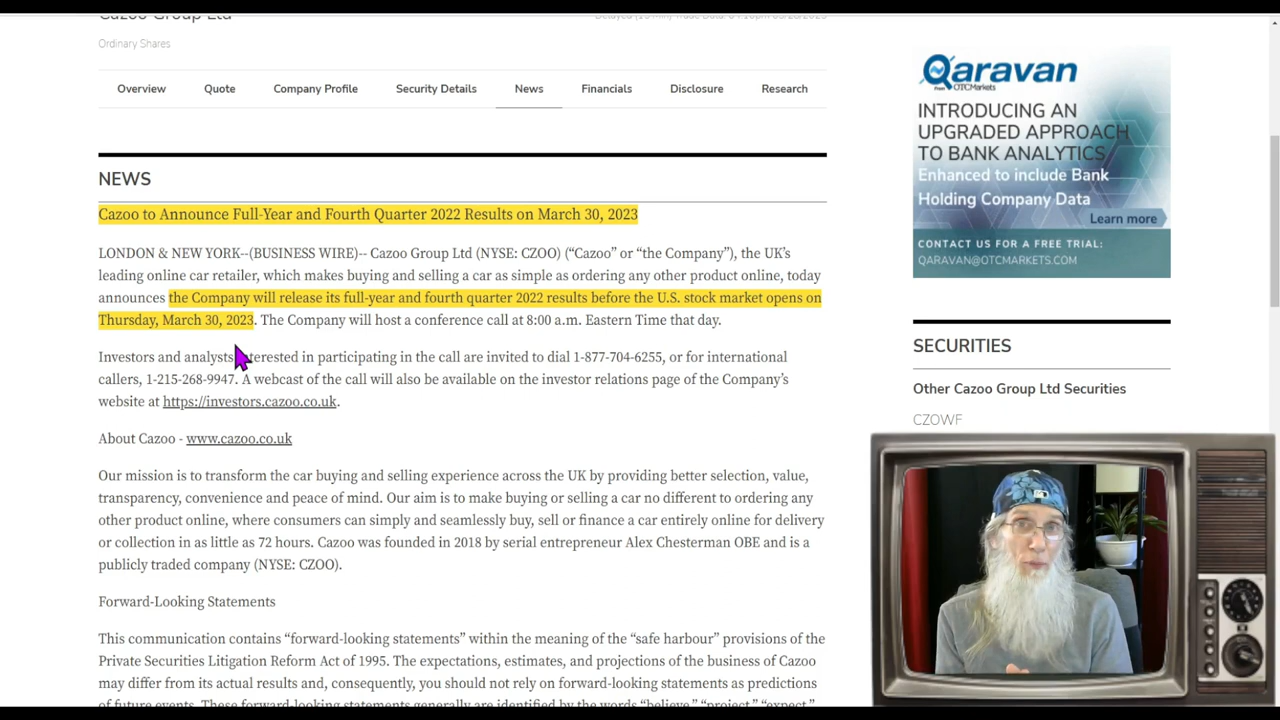 Cazoo Group Ltd
Ordinary Shares
Overview Quote Company Profile Security Details News Financials Disclosure Research
NEWS
Cazoo to Announce Full-Year and Fourth Quarter 2022 Results on March 30, 2023
LONDON & NEW YORK--(BUSINESS WIRE)-- Cazoo Group Ltd (NYSE: CZOO) (“Cazoo” or “the Company”), the UK’s
leading online car retailer, which makes buying and selling a car as simple as ordering any other product online, today
announces the Company will release its full-year and fourth quarter 2022 results before the U.S. stock market opens on
Thursday, March 30, 2023. The Company will host a conference call at 8:00 a.m. Eastern Time that day.
Investors and analysts interested in participating in the call are invited to dial 1-877-704-6255, or for international
callers, 1-215-268-9947. A webcast of the call will also be available on the investor relations page of the Company’s
website at https://investors.cazoo.co.uk.
About Cazoo - www.cazoo.co.uk
Our mission is to transform the car buying and selling experience across the UK by providing better selection, value,
transparency, convenience and peace of mind. Our aim is to make buying or selling a car no different to ordering any
other product online, where consumers can simply and seamlessly buy, sell or finance a car entirely online for delivery
or collection in as little as 72 hours. Cazoo was founded in 2018 by serial entrepreneur Alex Chesterman OBE and is a
publicly traded company (NYSE: CZOO).
Forward-Looking Statements
This communication contains “forward-looking statements” within the meaning of the “safe harbour” provisions of the
Private Securities Litigation Reform Act of 1995. The expectations, estimates, and projections of the business of Cazoo
may differ from its actual results and, consequently, you should not rely on forward-looking statements as predictions
of future events. These forward-looking statements generally are identified by the words “believe,” “project,” “expect,”
Qaravan
from OTCMarkets
INTRODUCING AN
UPGRADED APPROACH
TO BANK ANALYTICS
Enhanced to include Bank
Holding Company Data
Learn more
CONTACT US FOR A FREE TRIAL:
QARAVAN@OTCMARKETS.COM
SECURITIES
Other Cazoo Group Ltd Securities
CZOWF